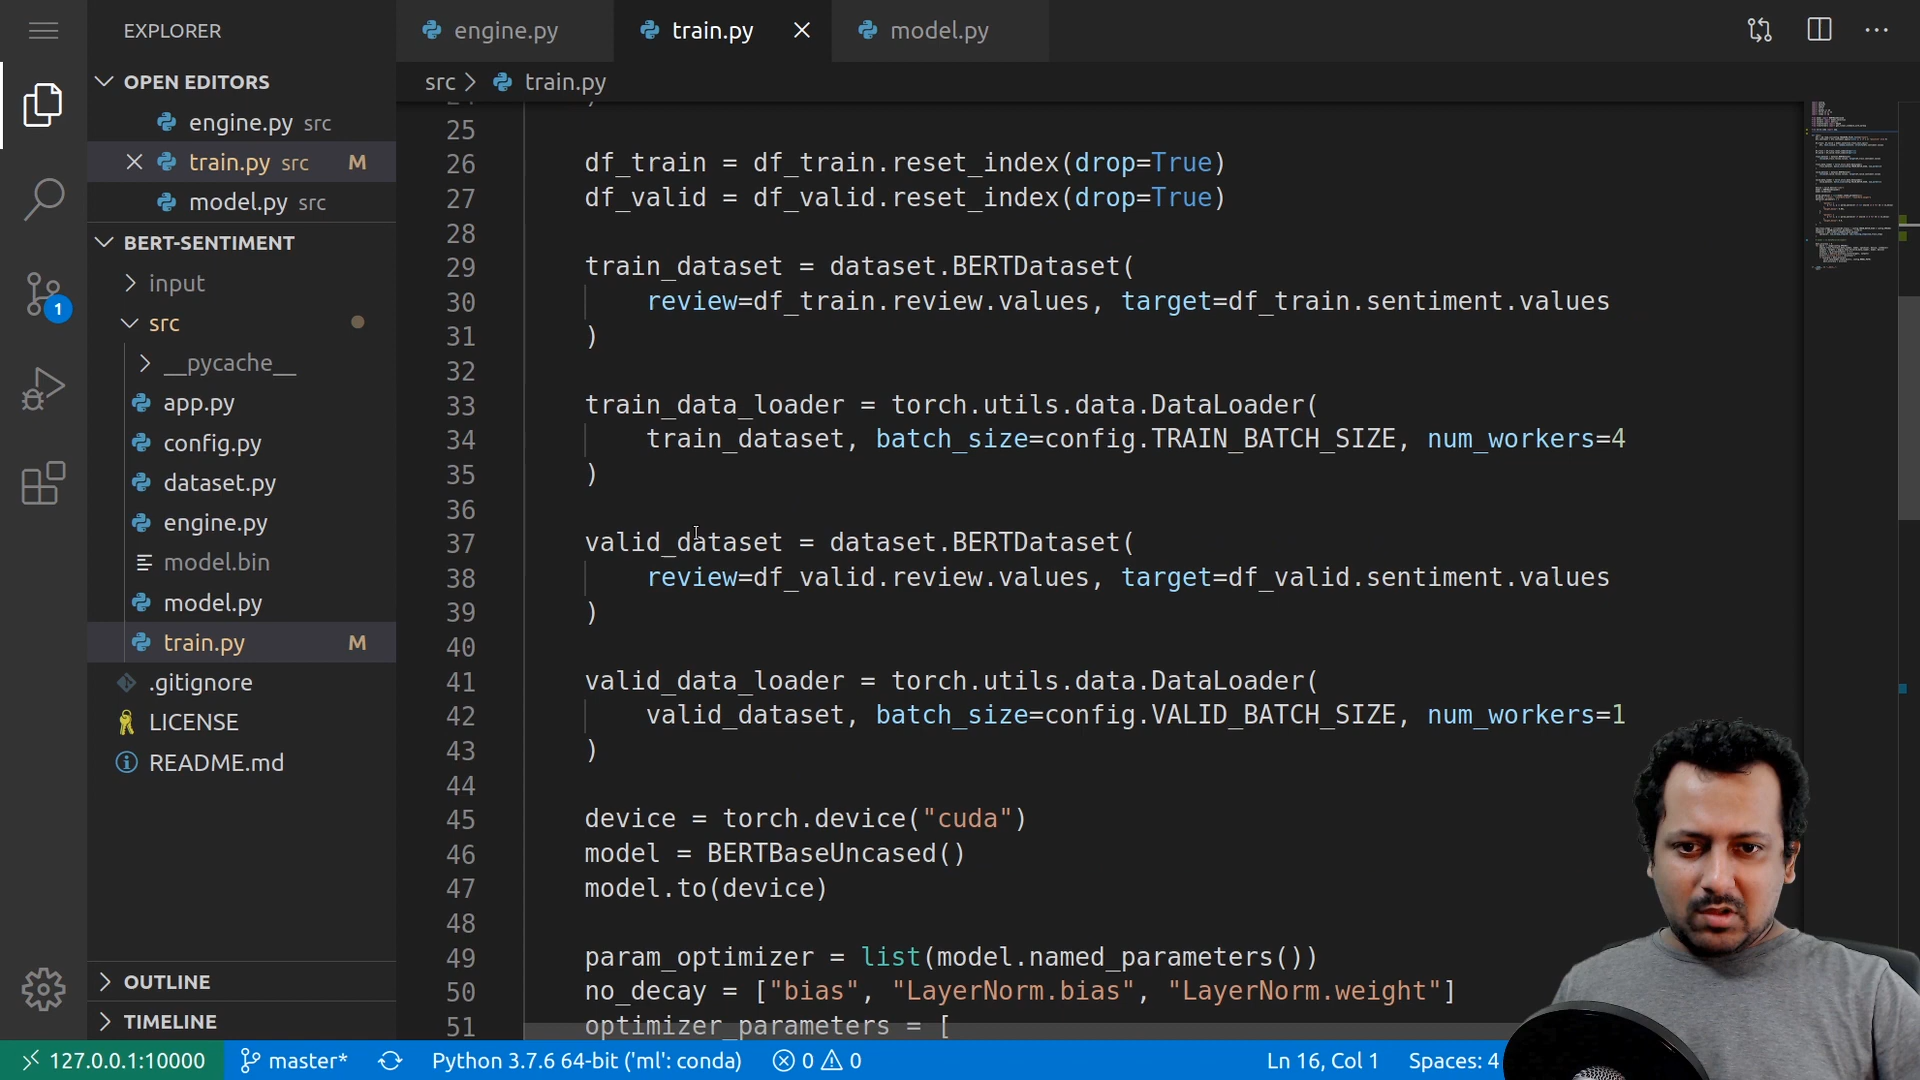 EXPLORER
engine.py
train.py
model.py
OPEN EDITORS
src
train.py
engine.py src
train.py src M
model.py src
BERT-SENTIMENT
input
src
__pycache__
app.py
config.py
dataset.py
engine.py
model.bin
model.py
train.py M
.gitignore
LICENSE
README.md
OUTLINE
TIMELINE
1
25
26 df_train = df_train.reset_index(drop=True)
27 df_valid = df_valid.reset_index(drop=True)
28
29 train_dataset = dataset.BERTDataset(
30 review=df_train.review.values, target=df_train.sentiment.values
31 )
32
33 train_data_loader = torch.utils.data.DataLoader(
34 train_dataset, batch_size=config.TRAIN_BATCH_SIZE, num_workers=4
35 )
36
37 valid_dataset = dataset.BERTDataset(
38 review=df_valid.review.values, target=df_valid.sentiment.values
39 )
40
41 valid_data_loader = torch.utils.data.DataLoader(
42 valid_dataset, batch_size=config.VALID_BATCH_SIZE, num_workers=1
43 )
44
45 device = torch.device("cuda")
46 model = BERTBaseUncased()
47 model.to(device)
48
49 param_optimizer = list(model.named_parameters())
50 no_decay = ["bias", "LayerNorm.bias", "LayerNorm.weight"]
51 optimizer_parameters = [
127.0.0.1:10000 master* Python 3.7.6 64-bit ('ml': conda) 0 0 Ln 16, Col 1 Spaces: 4